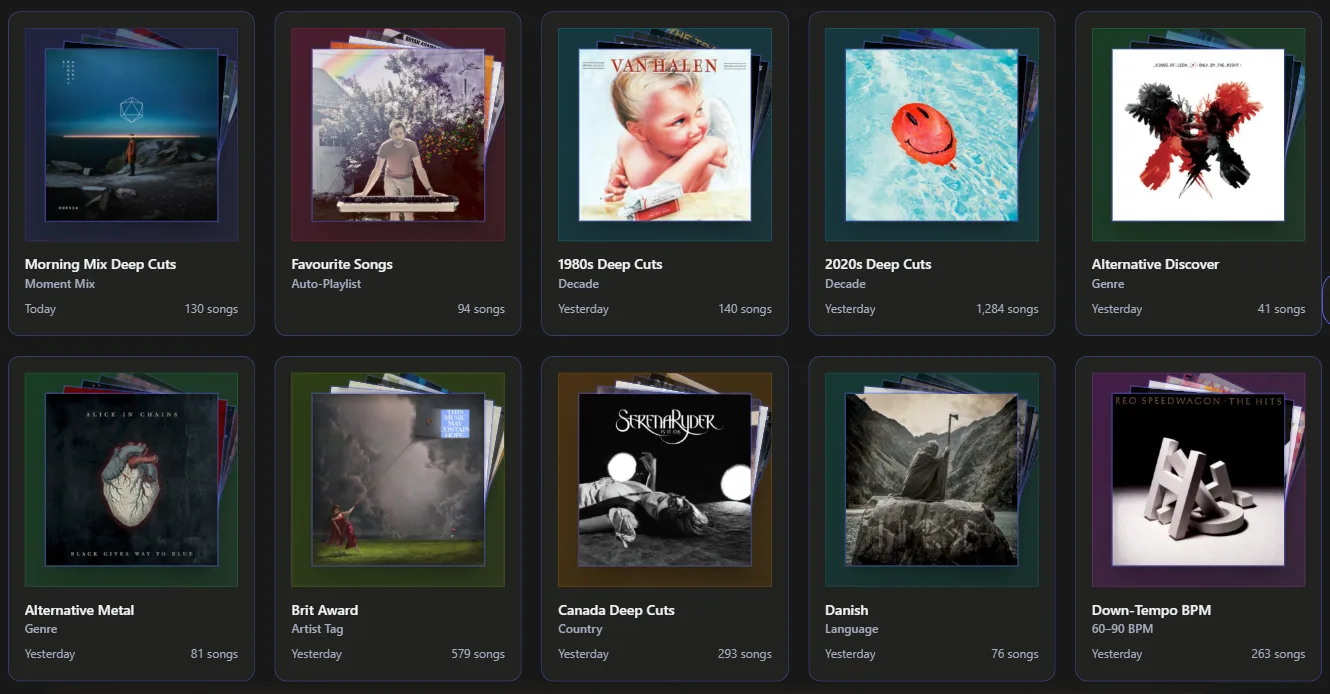 ODESZA
Morning Mix Deep Cuts
Moment Mix
Today 130 songs
Favourite Songs
Auto-Playlist
94 songs
VAN HALEN
1980s Deep Cuts
Decade
Yesterday 140 songs
2020s Deep Cuts
Decade
Yesterday 1,284 songs
KINGS OF LEON ONLY BY THE NIGHT
Alternative Discover
Genre
Yesterday 41 songs
ALICE IN CHAINS
BLACK GIVES WAY TO BLUE
Alternative Metal
Genre
Yesterday 81 songs
THIS
MUSIC
MAY
CONTAIN
HOPE
Brit Award
Artist Tag
Yesterday 579 songs
SERENA RYDER
IS IT O.K.
Canada Deep Cuts
Country
Yesterday 293 songs
Danish
Language
Yesterday 76 songs
REO SPEEDWAGON · THE HITS
Down-Tempo BPM
60–90 BPM
Yesterday 263 songs